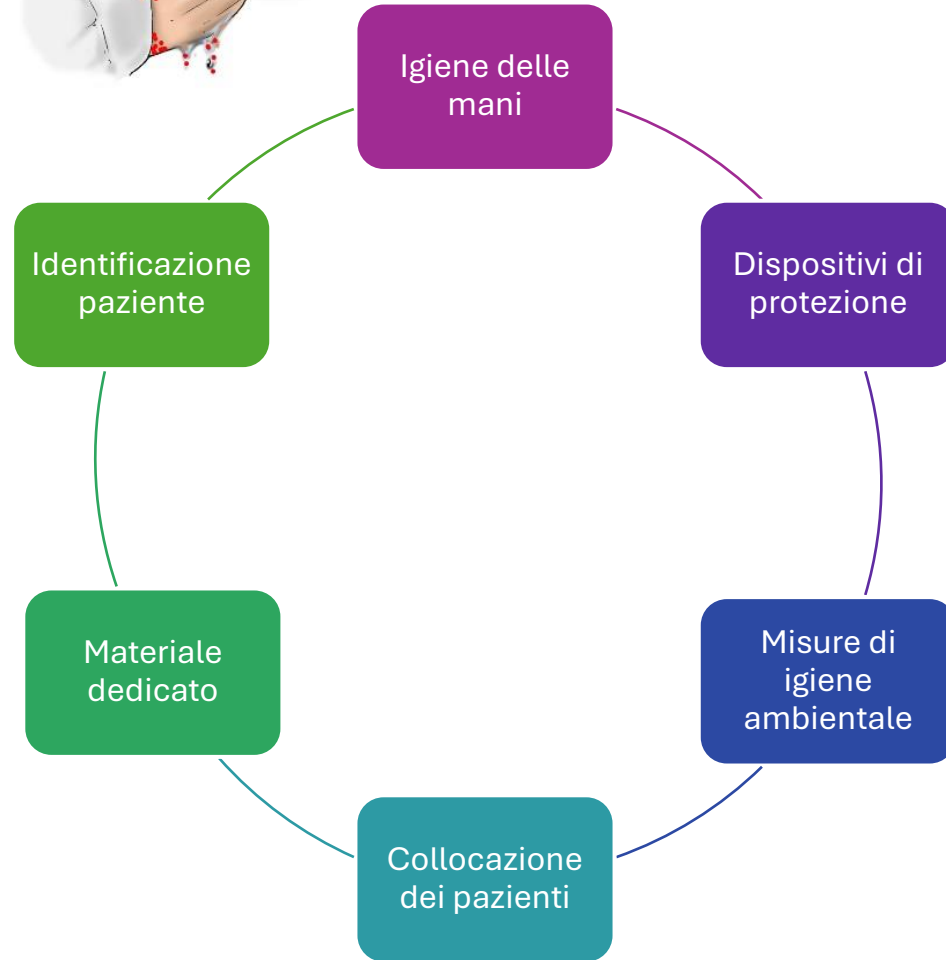 Igiene delle
mani
Dispositivi di
protezione
Misure di
igiene
ambientale
Collocazione
dei pazienti
Materiale
dedicato
Identificazione
paziente